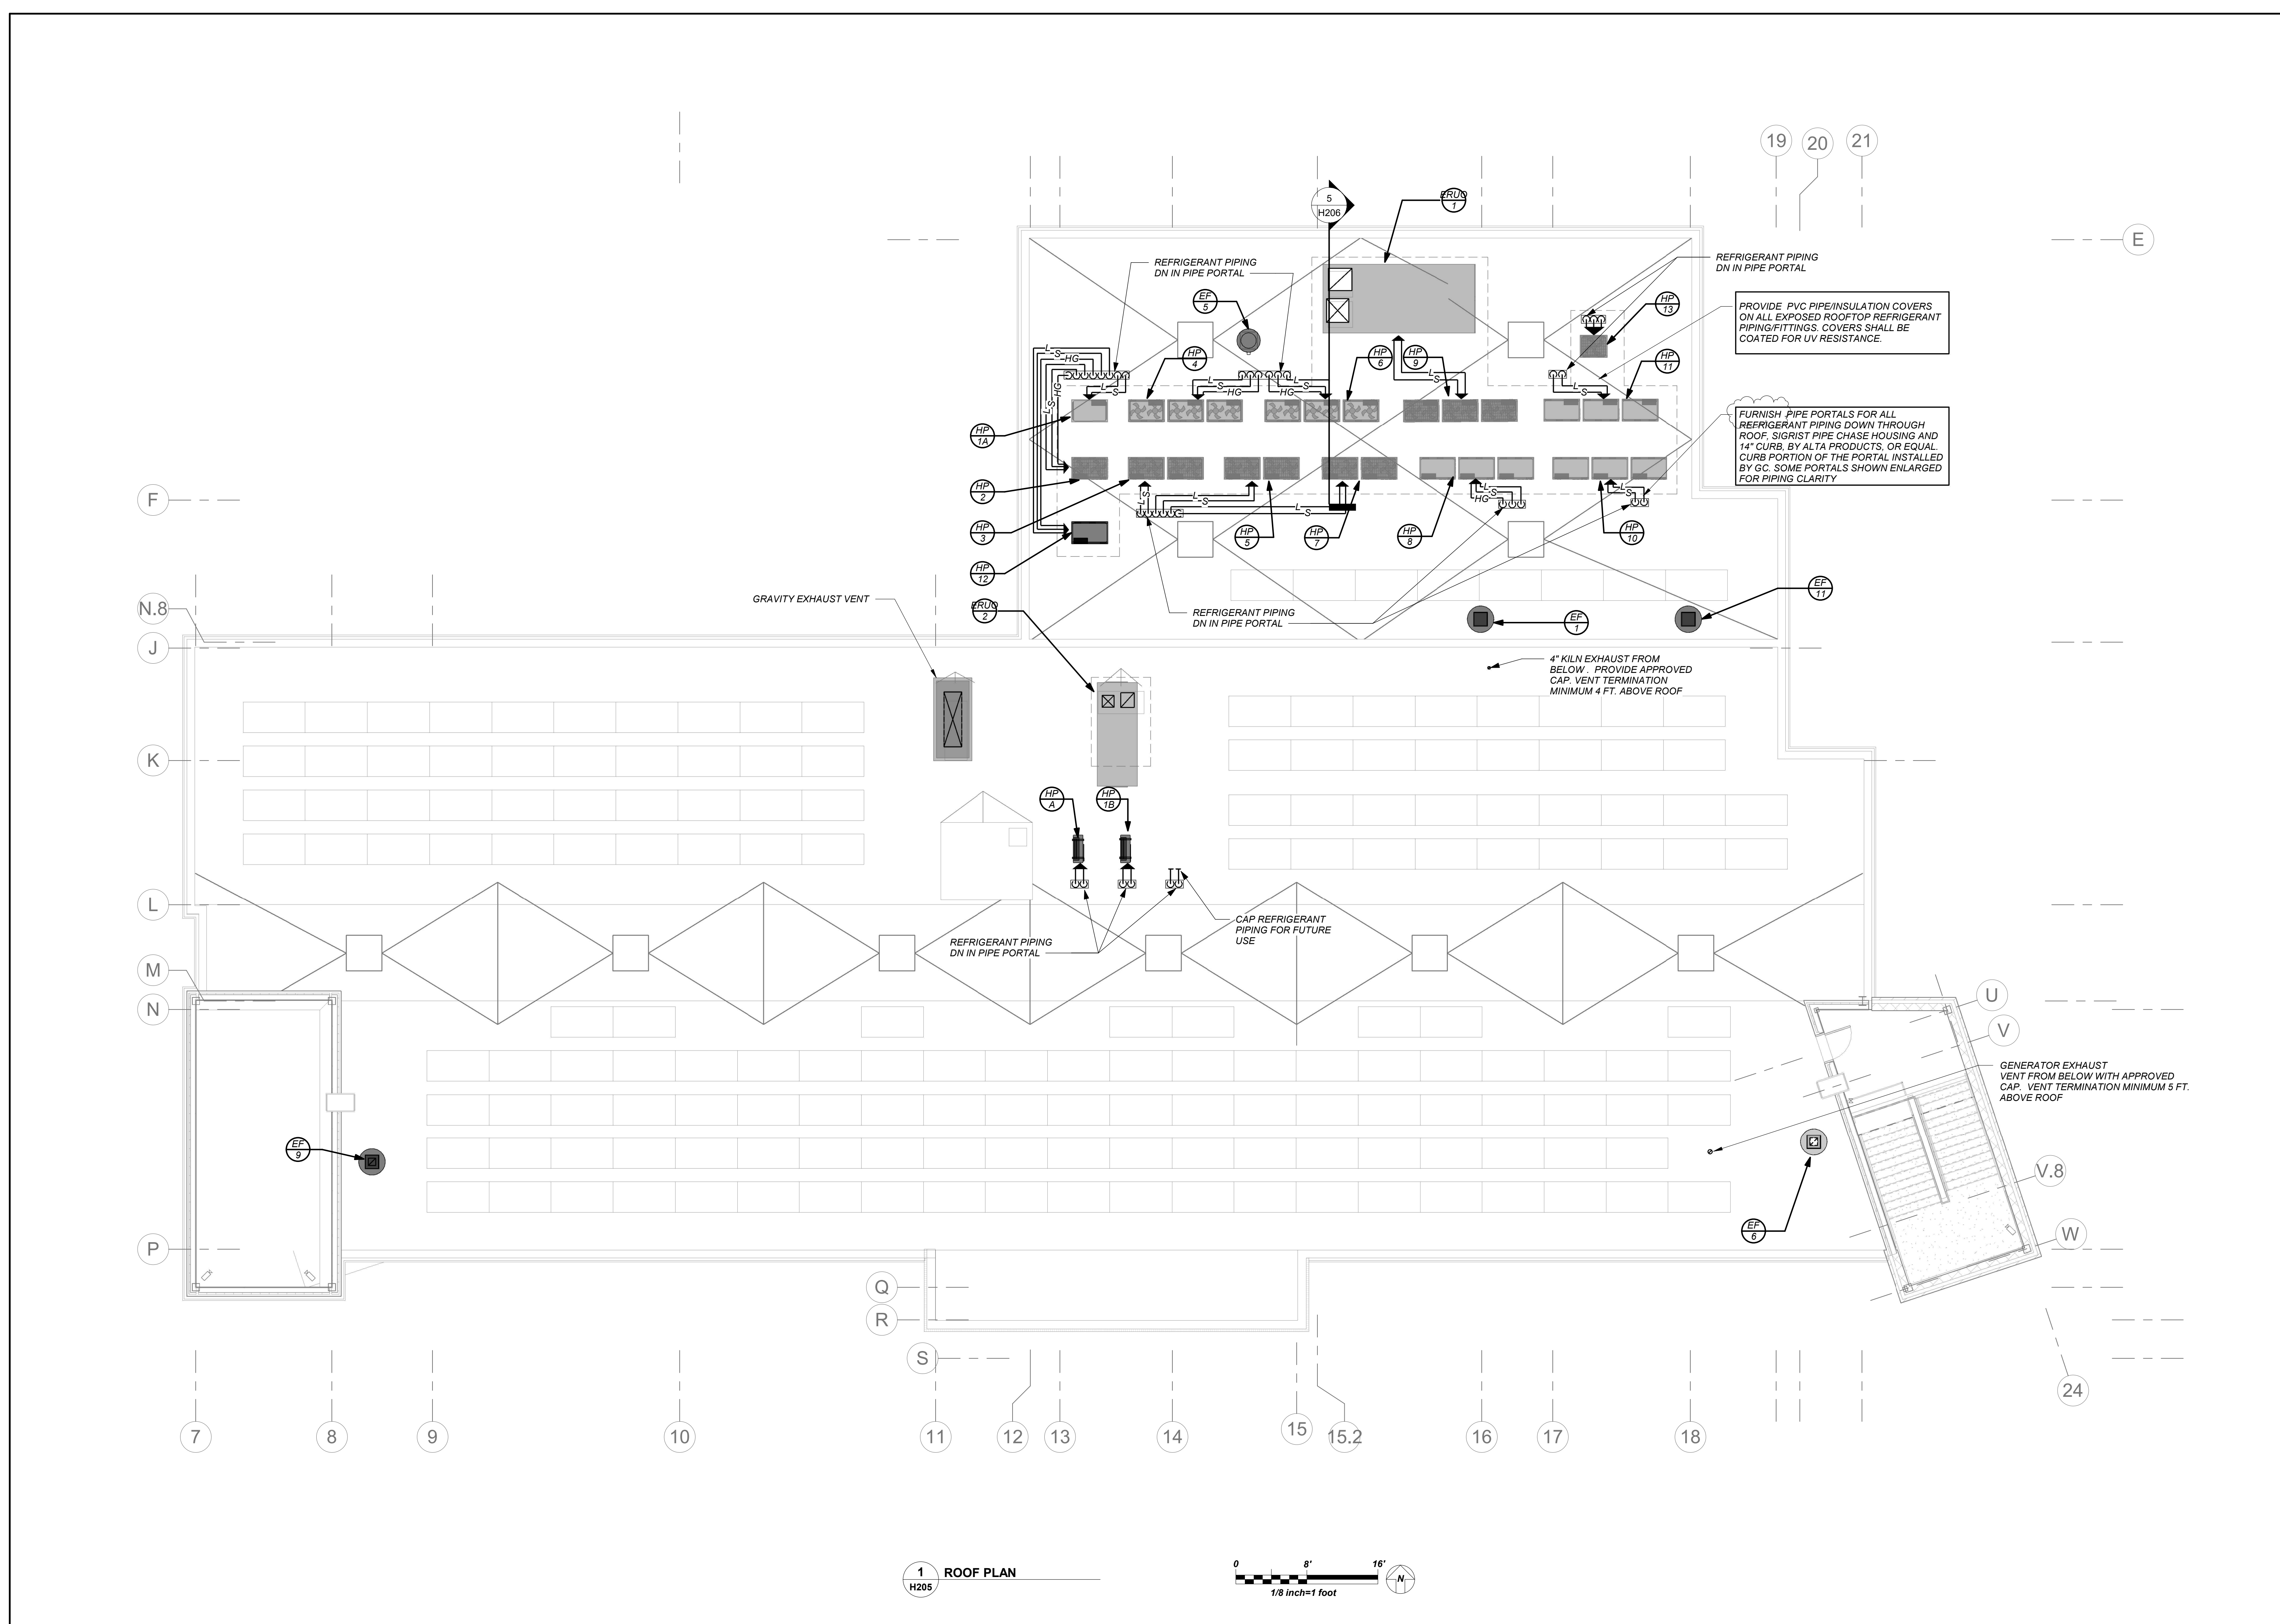 19
20
21
5
H206
ERUO
1
E
REFRIGERANT PIPING
DN IN PIPE PORTAL
REFRIGERANT PIPING
DN IN PIPE PORTAL
EF
5
HP
13
PROVIDE PVC PIPE/INSULATION COVERS
ON ALL EXPOSED ROOFTOP REFRIGERANT
PIPING/FITTINGS. COVERS SHALL BE
COATED FOR UV RESISTANCE.
L
S
HG
HP
4
HP
6
HP
9
HP
11
L
S
HG
L
S
L
S
HG
HG
L
S
L
S
L
S
HP
1A
FURNISH PIPE PORTALS FOR ALL
REFRIGERANT PIPING DOWN THROUGH
ROOF, SIGRIST PIPE CHASE HOUSING AND
14" CURB, BY ALTA PRODUCTS, OR EQUAL.
CURB PORTION OF THE PORTAL INSTALLED
BY GC. SOME PORTALS SHOWN ENLARGED
FOR PIPING CLARITY
F
HP
2
L
S
L
S
L
S
L
S
HG
L
S
HP
3
HP
5
HP
7
HP
8
HP
10
HP
12
GRAVITY EXHAUST VENT
ERUO
2
REFRIGERANT PIPING
DN IN PIPE PORTAL
EF
1
EF
11
N.8
J
4" KILN EXHAUST FROM
BELOW . PROVIDE APPROVED
CAP. VENT TERMINATION
MINIMUM 4 FT. ABOVE ROOF
K
HP
A
HP
1B
L
CAP REFRIGERANT
PIPING FOR FUTURE
USE
REFRIGERANT PIPING
DN IN PIPE PORTAL
M
N
U
V
GENERATOR EXHAUST
VENT FROM BELOW WITH APPROVED
CAP. VENT TERMINATION MINIMUM 5 FT.
ABOVE ROOF
EF
9
V.8
EF
6
W
P
Q
R
S
24
7
8
9
10
11
12
13
14
15
15.2
16
17
18
1
H205
ROOF PLAN
0 8' 16'
1/8 inch=1 foot
N